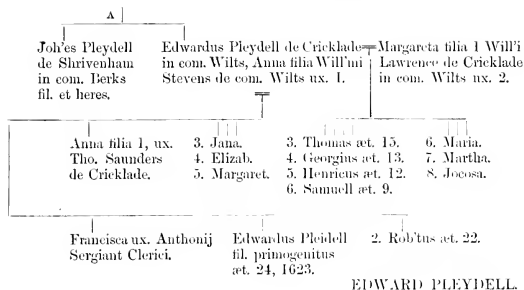 A
Joh'es Pleydell
de Shrivenham
in com. Berks
fil. et heres.
Edwardus Pleydell de Cricklade
in com. Wilts, Anna filia Will'mi
Stevens de com. Wilts ux. 1.
Margareta filia 1 Will'i
Lawrence de Cricklade
in com. Wilts ux. 2.
Anna filia 1, ux.
Tho. Saunders
de Cricklade.
3. Jana.
4. Elizab.
5. Margaret.
3. Thomas æt. 15.
4. Georgius æt. 13.
5. Henricus æt. 12.
6. Samuell æt. 9.
6. Maria.
7. Martha.
8. Jocosa.
Francisca ux. Anthonij
Sergiant Clerici.
Edwardus Pleidell
fil. primogenitus
æt. 24, 1623.
2. Rob'tus æt. 22.
EDWARD PLEYDELL.